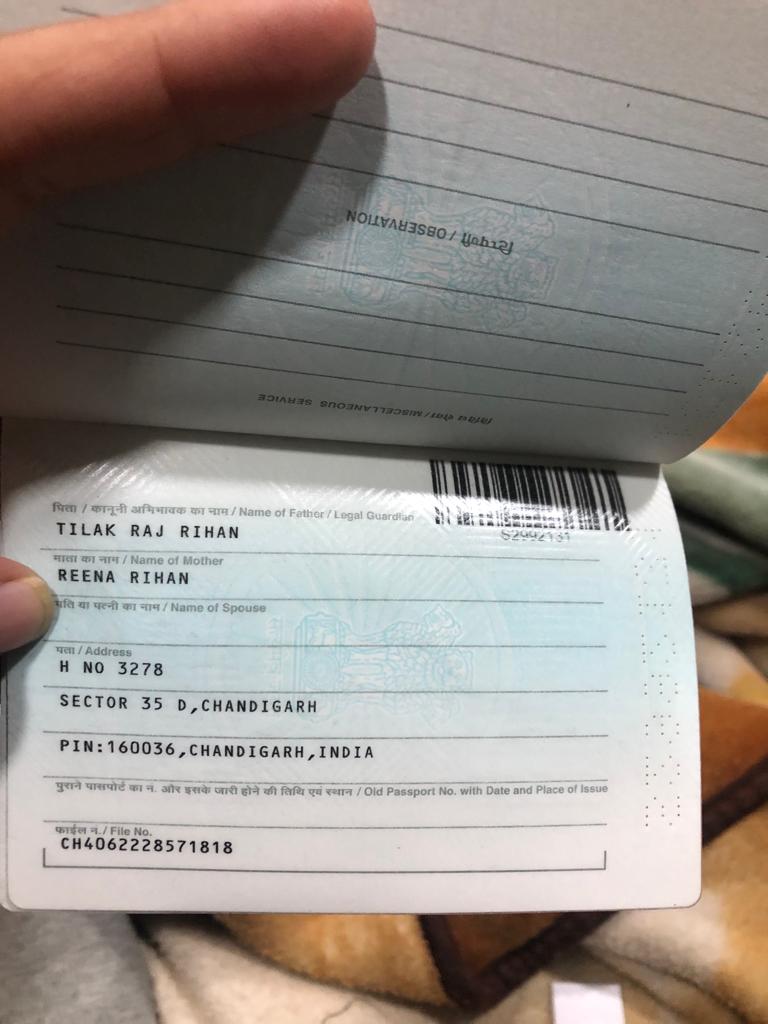 टिप्पणी / OBSERVATION
विविध सेवा / MISCELLANEOUS SERVICE
पिता / कानूनी अभिभावक का नाम / Name of Father / Legal Guardian
TILAK RAJ RIHAN
S2992131
माता का नाम / Name of Mother
REENA RIHAN
पति या पत्नी का नाम / Name of Spouse
पता / Address
H NO 3278
SECTOR 35 D,CHANDIGARH
PIN:160036,CHANDIGARH,INDIA
पुराने पासपोर्ट का न. और इसके जारी होने की तिथि एवं स्थान / Old Passport No. with Date and Place of Issue
फाईल न. / File No.
CH4062228571818